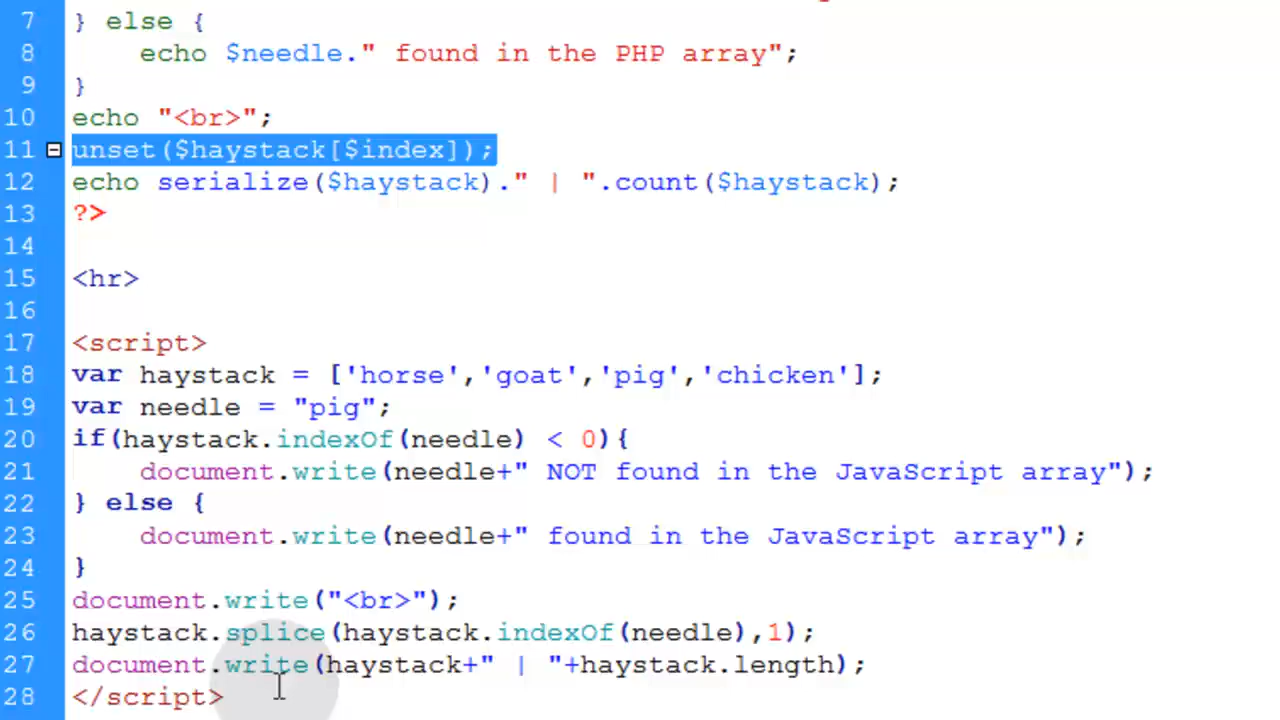 7 } else {
8 echo $needle." found in the PHP array";
9 }
10 echo "<br>";
11 unset($haystack[$index]);
12 echo serialize($haystack)." | ".count($haystack);
13 ?>
14
15 <hr>
16
17 <script>
18 var haystack = ['horse','goat','pig','chicken'];
19 var needle = "pig";
20 if(haystack.indexOf(needle) < 0){
21 document.write(needle+" NOT found in the JavaScript array");
22 } else {
23 document.write(needle+" found in the JavaScript array");
24 }
25 document.write("<br>");
26 haystack.splice(haystack.indexOf(needle),1);
27 document.write(haystack+" | "+haystack.length);
28 </script>